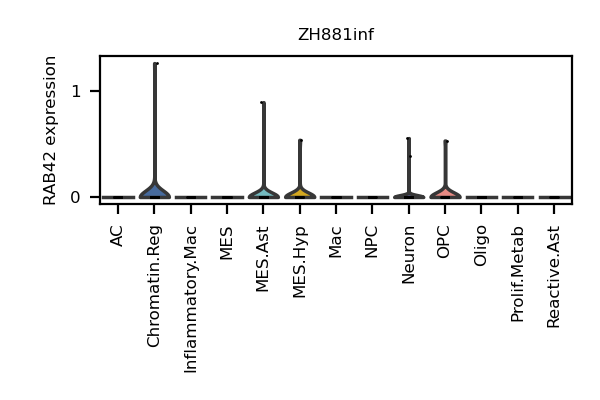 ZH881inf
RAB42 expression
1
0
AC
Chromatin.Reg
Inflammatory.Mac
MES
MES.Ast
MES.Hyp
Mac
NPC
Neuron
OPC
Oligo
Prolif.Metab
Reactive.Ast